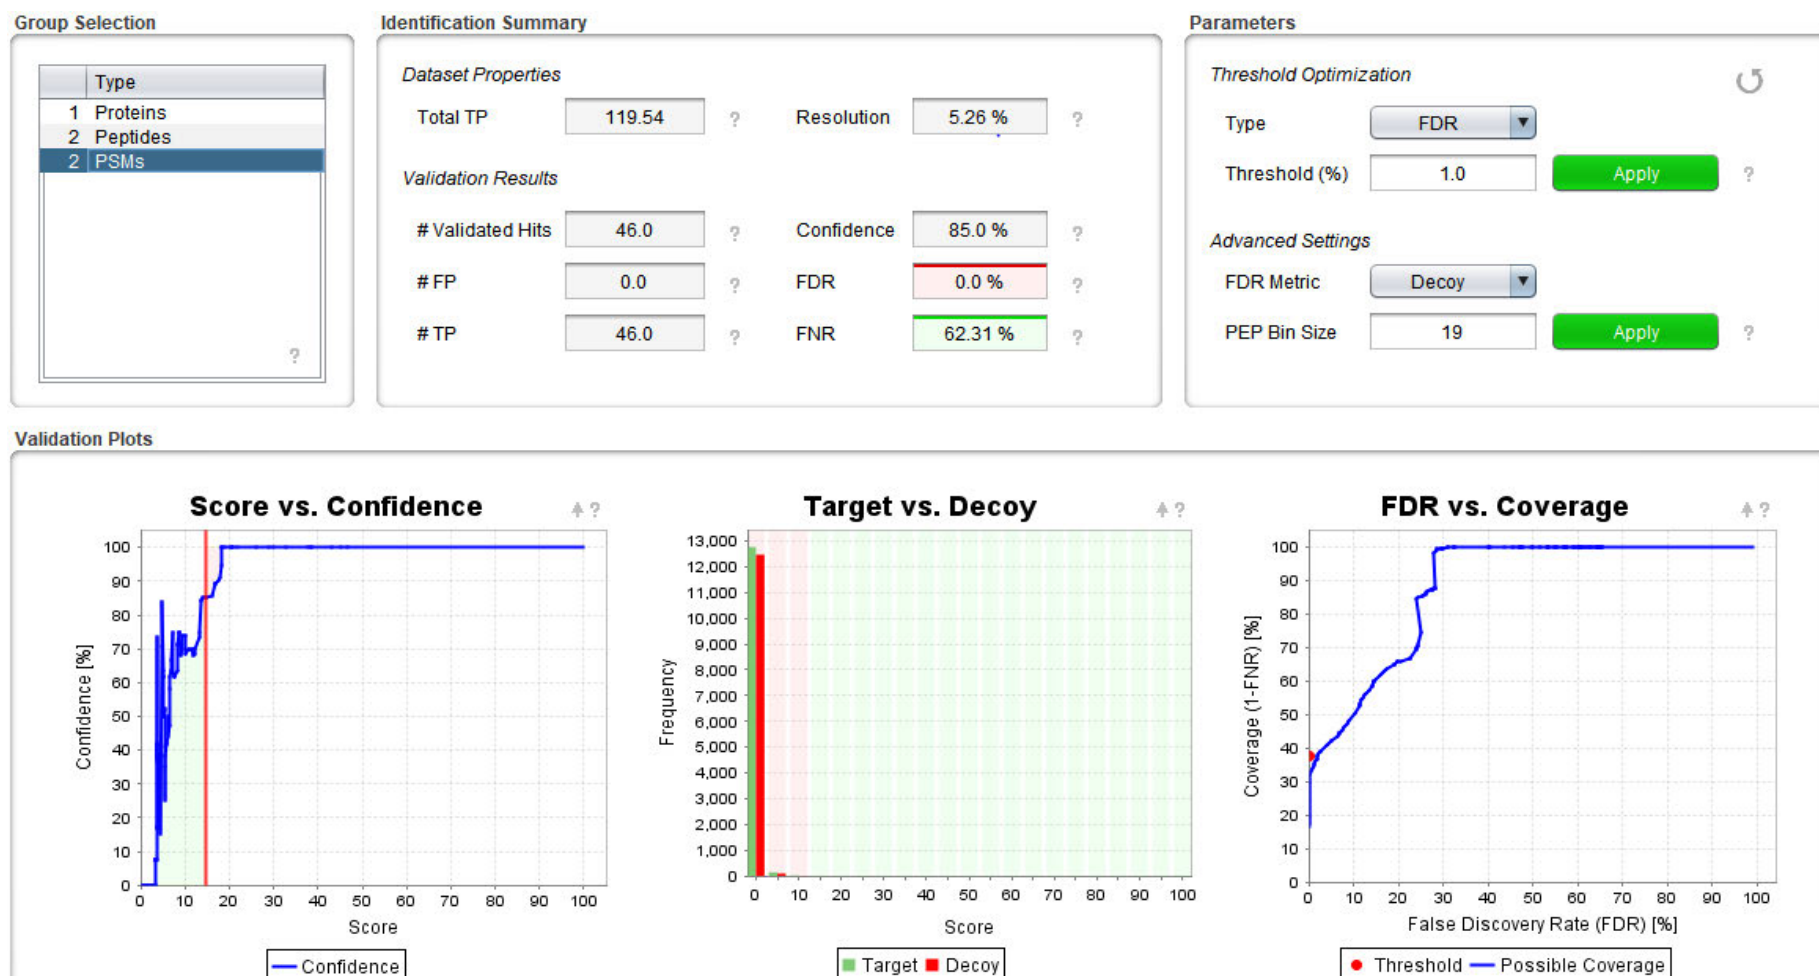 Group Selection
Type
1 Proteins
2 Peptides
2 PSMs
?
Identification Summary
Dataset Properties
Total TP 119.54 ? Resolution 5.26 % ?
Validation Results
# Validated Hits 46.0 ? Confidence 85.0 % ?
# FP 0.0 ? FDR 0.0 % ?
# TP 46.0 ? FNR 62.31 % ?
Parameters
Threshold Optimization
Type FDR
Threshold (%) 1.0 Apply ?
Advanced Settings
FDR Metric Decoy
PEP Bin Size 19 Apply ?
Validation Plots
Score vs. Confidence ?
Confidence [%]
100
90
80
70
60
50
40
30
20
10
0
0 10 20 30 40 50 60 70 80 90 100
Score
Confidence
Target vs. Decoy ?
Frequency
13,000
12,000
11,000
10,000
9,000
8,000
7,000
6,000
5,000
4,000
3,000
2,000
1,000
0
0 10 20 30 40 50 60 70 80 90 100
Score
Target Decoy
FDR vs. Coverage ?
Coverage (1-FNR) [%]
100
90
80
70
60
50
40
30
20
10
0
0 10 20 30 40 50 60 70 80 90 100
False Discovery Rate (FDR) [%]
Threshold Possible Coverage